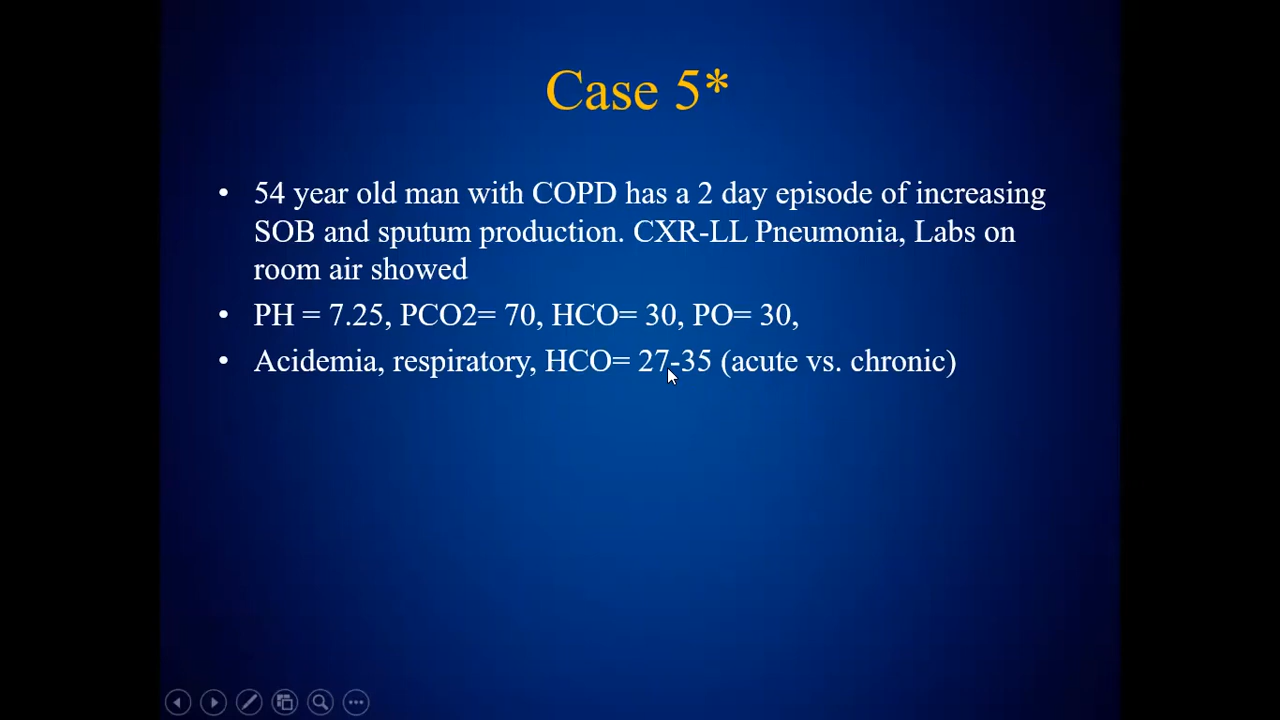 Case 5*
• 54 year old man with COPD has a 2 day episode of increasing
SOB and sputum production. CXR-LL Pneumonia, Labs on
room air showed
• PH = 7.25, PCO2= 70, HCO= 30, PO= 30,
• Acidemia, respiratory, HCO= 27-35 (acute vs. chronic)